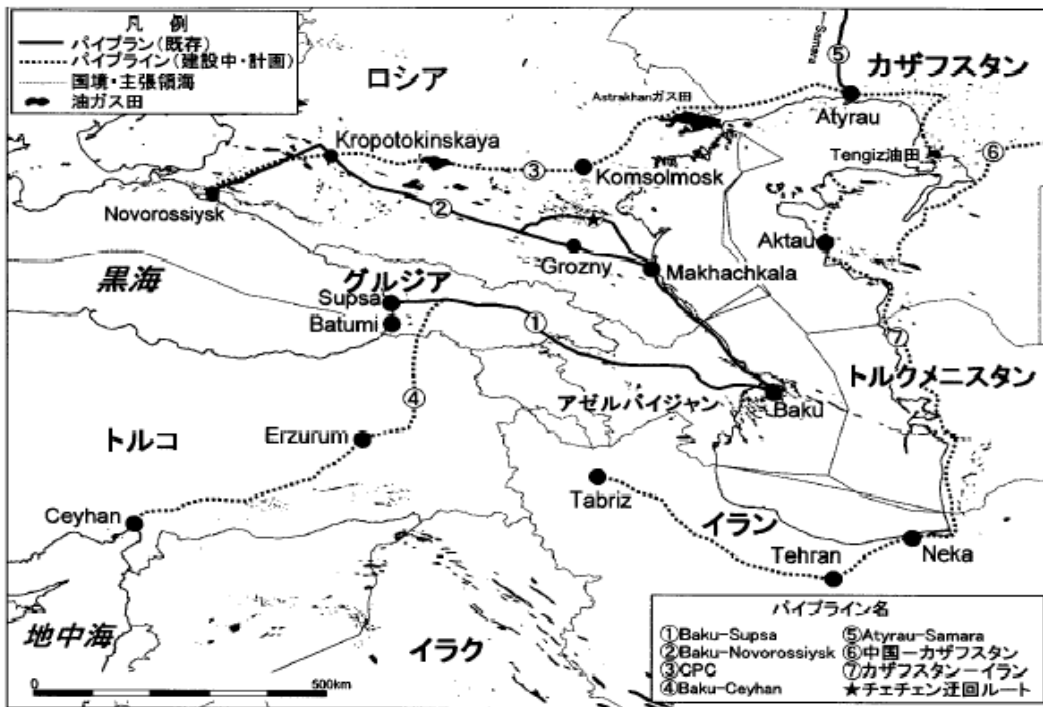 凡 例
パイプラン(既存)
パイプライン(建設中・計画)
国境・主張領海
油ガス田
ロシア
←Samara
⑤
カザフスタン
Astrakhanガス田
Atyrau
Kropotokinskaya
Tengiz油田
⑥
③
Komsolmosk
Novorossiysk
②
★
Aktau
Grozny
Makhachkala
黒海
グルジア
Supsa
Batumi
①
⑦
トルクメニスタン
④
アゼルバイジャン
Baku
トルコ
Erzurum
Tabriz
Ceyhan
イラン
Tehran
Neka
地中海
イラク
0
500km
パイプライン名
①Baku-Supsa
②Baku-Novorossiysk
③CPC
④Baku-Ceyhan
⑤Atyrau-Samara
⑥中国ーカザフスタン
⑦カザフスタンーイラン
★チェチェン迂回ルート